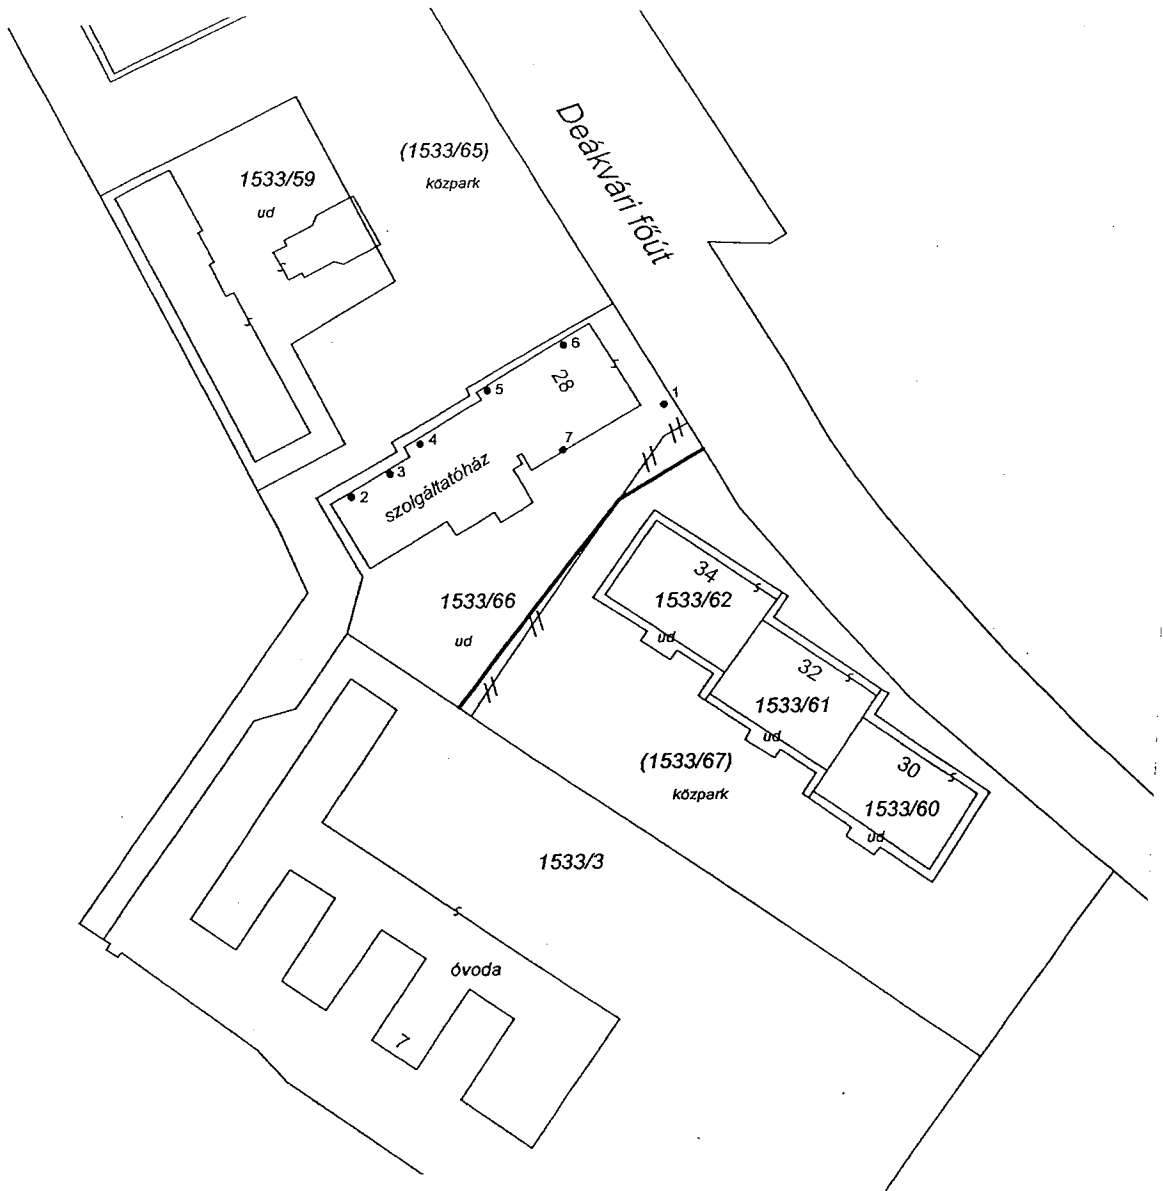 Deákvári főút
(1533/65)
közpark
1533/59
ud
6
28
5
1
7
4
3
2
szolgáltatóház
1533/66
ud
34
1533/62
ud
32
1533/61
ud
30
1533/60
ud
(1533/67)
közpark
1533/3
óvoda
7